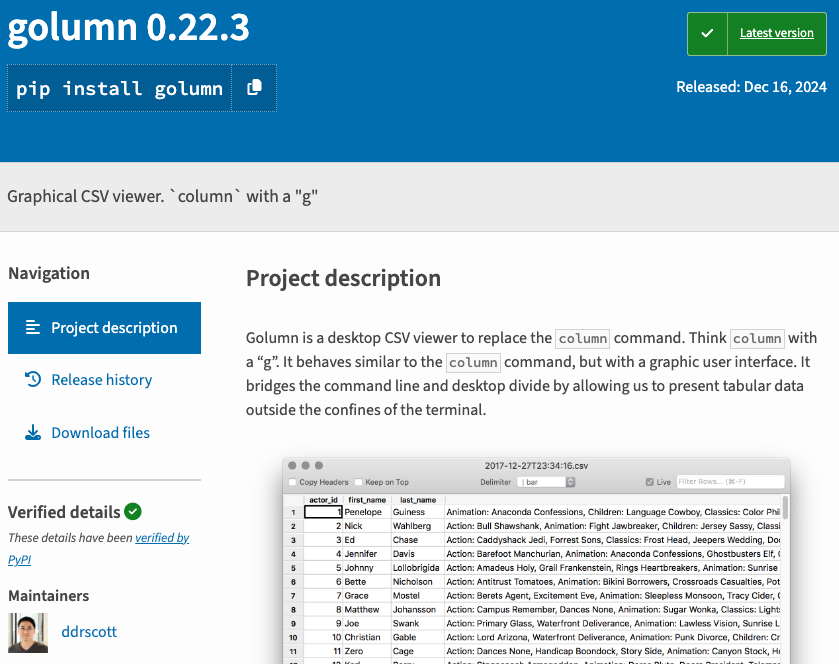 golumn 0.22.3
Latest version
pip install golumn
Released: Dec 16, 2024
Graphical CSV viewer. `column` with a "g"
Navigation
Project description
Release history
Download files
Verified details
These details have been verified by
PyPI
Maintainers
ddrscott
Project description
Golumn is a desktop CSV viewer to replace the column command. Think column with
a “g”. It behaves similar to the column command, but with a graphic user interface. It
bridges the command line and desktop divide by allowing us to present tabular data
outside the confines of the terminal.
2017-12-27T23:34:16.csv
Copy Headers Keep on Top Delimiter | bar Live Filter Rows... (⌘-F)
actor_id first_name last_name
1 1 Penelope Guiness Animation: Anaconda Confessions, Children: Language Cowboy, Classics: Color Phil
2 2 Nick Wahlberg Action: Bull Shawshank, Animation: Fight Jawbreaker, Children: Jersey Sassy, Classi
3 3 Ed Chase Action: Caddyshack Jedi, Forrest Sons, Classics: Frost Head, Jeepers Wedding, Do
4 4 Jennifer Davis Action: Barefoot Manchurian, Animation: Anaconda Confessions, Ghostbusters Elf,
5 5 Johnny Lollobrigida Action: Amadeus Holy, Grail Frankenstein, Rings Heartbreakers, Animation: Sunrise
6 6 Bette Nicholson Action: Antitrust Tomatoes, Animation: Bikini Borrowers, Crossroads Casualties, Pot
7 7 Grace Mostel Action: Berets Agent, Excitement Eve, Animation: Sleepless Monsoon, Tracy Cider,
8 8 Matthew Johansson Action: Campus Remember, Dances None, Animation: Sugar Wonka, Classics: Light
9 9 Joe Swank Action: Primary Glass, Waterfront Deliverance, Animation: Lawless Vision, Sunrise L
10 10 Christian Gable Action: Lord Arizona, Waterfront Deliverance, Animation: Punk Divorce, Children: Cr
11 11 Zero Cage Action: Dances None, Handicap Boondock, Story Side, Animation: Canyon Stock, H